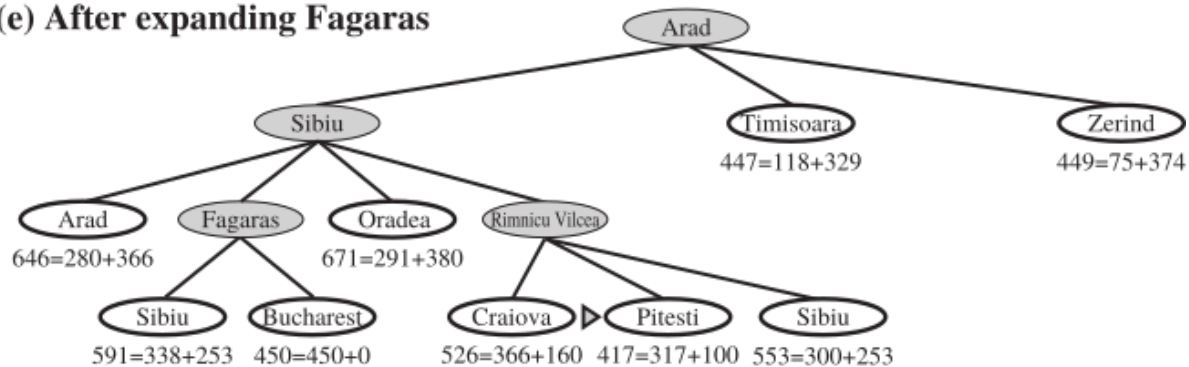 (e) After expanding Fagaras
Arad
Sibiu
Timisoara
Zerind
447=118+329
449=75+374
Arad
Fagaras
Oradea
Rimnicu Vilcea
646=280+366
671=291+380
Sibiu
Bucharest
Craiova
Pitesti
Sibiu
591=338+253
450=450+0
526=366+160
417=317+100
553=300+253